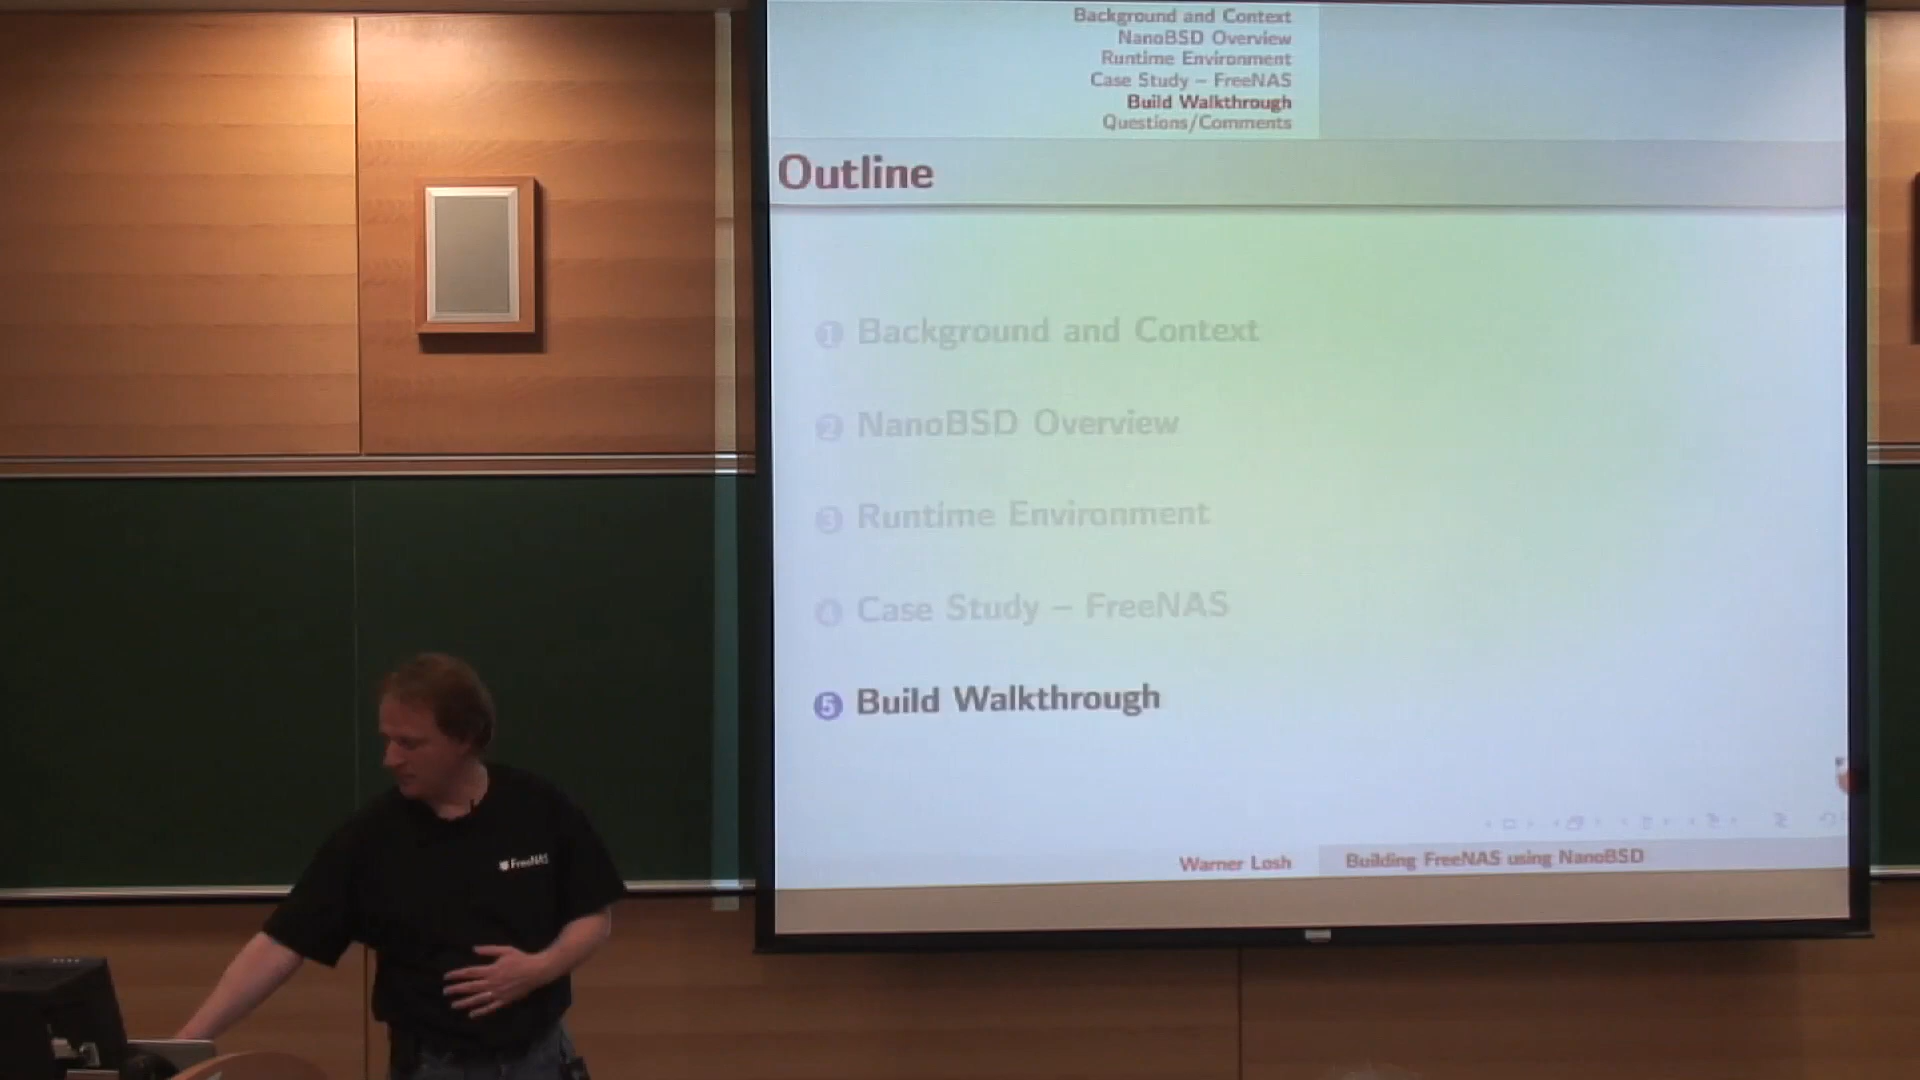 Background and Context
NanoBSD Overview
Runtime Environment
Case Study – FreeNAS
Build Walkthrough
Questions/Comments
Outline
1 Background and Context
2 NanoBSD Overview
3 Runtime Environment
4 Case Study – FreeNAS
5 Build Walkthrough
Warner Losh
Building FreeNAS using NanoBSD
FreeNAS